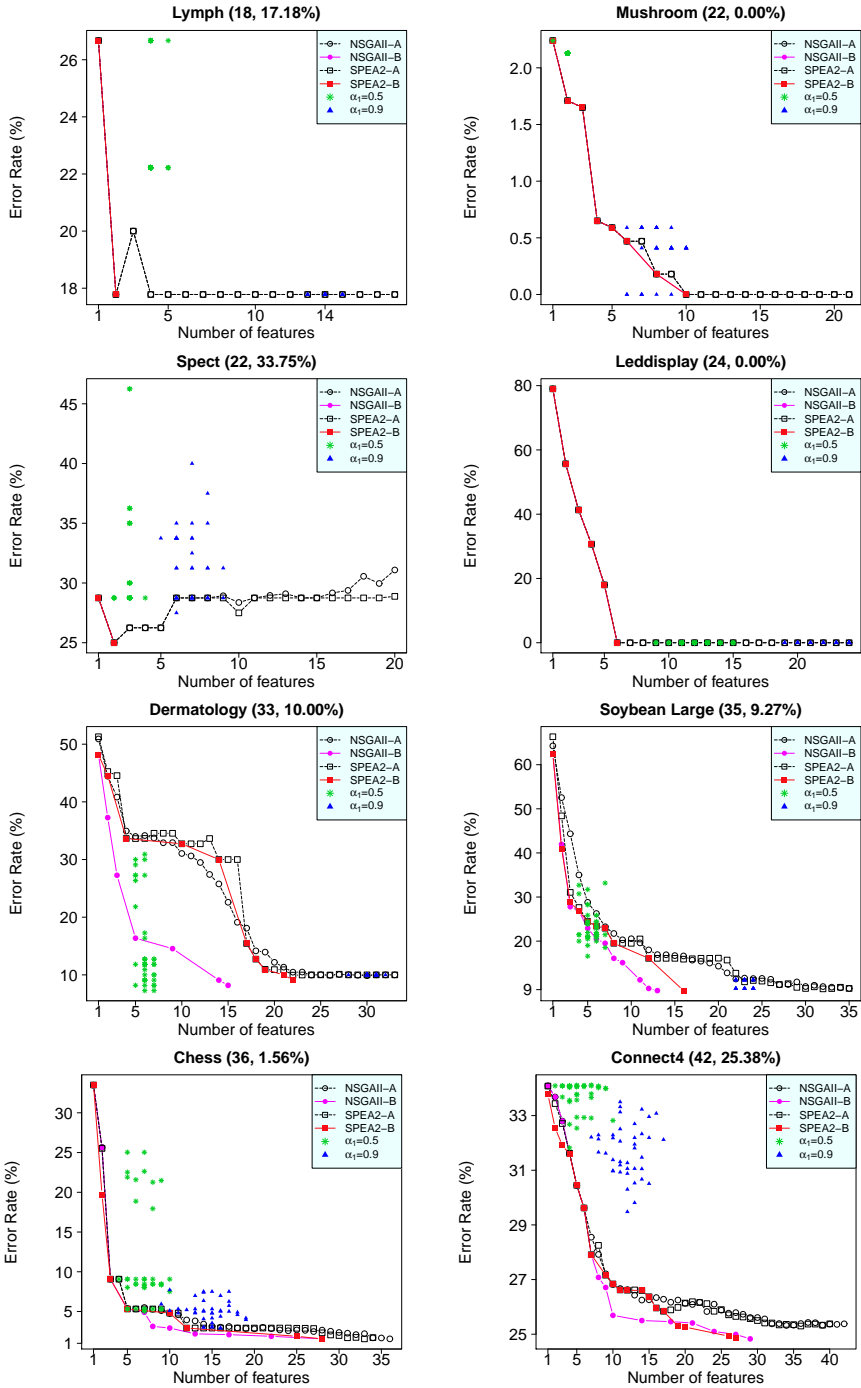 Lymph (18, 17.18%)
Error Rate (%)
26
24
22
20
18
NSGAII−A
NSGAII−B
SPEA2−A
SPEA2−B
α1=0.5
α1=0.9
1 5 10 14
Number of features
Mushroom (22, 0.00%)
Error Rate (%)
2.0
1.5
1.0
0.5
0.0
NSGAII−A
NSGAII−B
SPEA2−A
SPEA2−B
α1=0.5
α1=0.9
1 5 10 20
Number of features
Spect (22, 33.75%)
Error Rate (%)
45
40
35
30
25
NSGAII−A
NSGAII−B
SPEA2−A
SPEA2−B
α1=0.5
α1=0.9
1 5 10 20
Number of features
Leddisplay (24, 0.00%)
Error Rate (%)
80
60
40
20
0
NSGAII−A
NSGAII−B
SPEA2−A
SPEA2−B
α1=0.5
α1=0.9
1 5 10 20
Number of features
Dermatology (33, 10.00%)
Error Rate (%)
50
40
30
20
10
NSGAII−A
NSGAII−B
SPEA2−A
SPEA2−B
α1=0.5
α1=0.9
1 5 10 20 30
Number of features
Soybean Large (35, 9.27%)
Error Rate (%)
60
50
40
30
20
9
NSGAII−A
NSGAII−B
SPEA2−A
SPEA2−B
α1=0.5
α1=0.9
1 5 10 15 20 25 30 35
Number of features
Chess (36, 1.56%)
Error Rate (%)
30
25
20
15
10
5
1
NSGAII−A
NSGAII−B
SPEA2−A
SPEA2−B
α1=0.5
α1=0.9
1 5 10 15 20 25 30 35
Number of features
Connect4 (42, 25.38%)
Error Rate (%)
33
31
29
27
25
NSGAII−A
NSGAII−B
SPEA2−A
SPEA2−B
α1=0.5
α1=0.9
1 5 10 15 20 25 30 35 40
Number of features